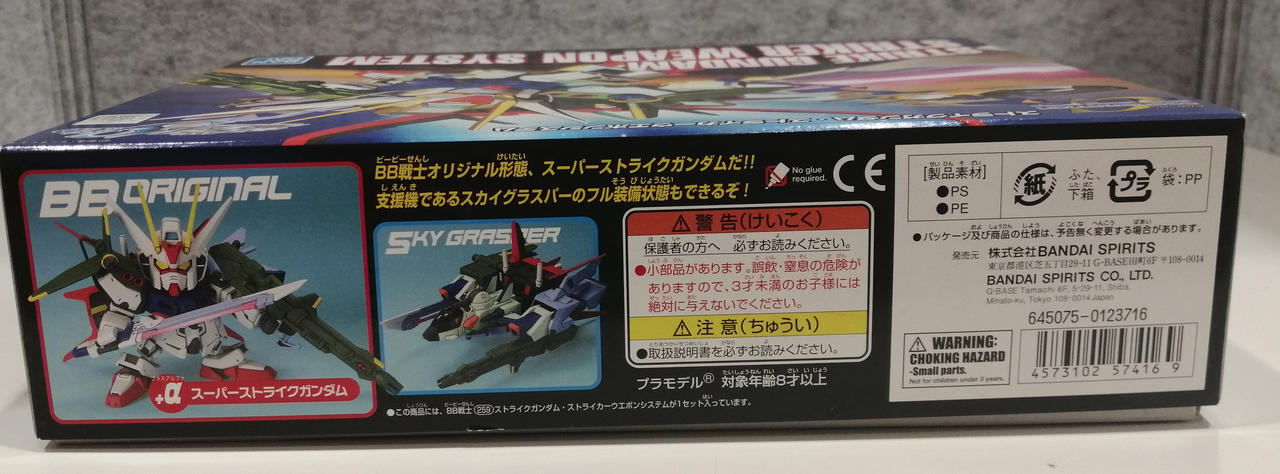 STRIKE GUNDAM
STRIKER WEAPON SYSTEM
BB ORIGINAL
+α スーパーストライクガンダム
プラスアルファ
BB戦士オリジナル形態、スーパーストライクガンダムだ!!
支援機であるスカイグラスパーのフル装備状態もできるぞ!
SKY GRASPER
No glue
required.
CE
⚠警告(けいこく)
保護者の方へ 必ずお読みください。
●小部品があります。誤飲・窒息の危険が
ありますので、3才未満のお子様には
絶対に与えないでください。
⚠注意(ちゅうい)
●取扱説明書を必ずお読みください。
プラモデル® 対象年齢8才以上
●この商品には、BB戦士259ストライクガンダム・ストライカーウエポンシステムが1セット入っています。
[製品素材]
●PS
●PE
紙
ふた、
下箱
プラ
袋:PP
●パッケージ及び商品の仕様は、予告無く変更する場合があります。
発売元 株式会社BANDAI SPIRITS
東京都港区芝五丁目29-11 G-BASE田町6F 〒108-0014
BANDAI SPIRITS CO., LTD.
G-BASE Tamachi 6F, 5-29-11, Shiba,
Minato-ku, Tokyo 108-0014 Japan
645075-0123716
⚠WARNING:
CHOKING HAZARD
-Small parts.
Not for children under 3 years.
4573102 57416 9